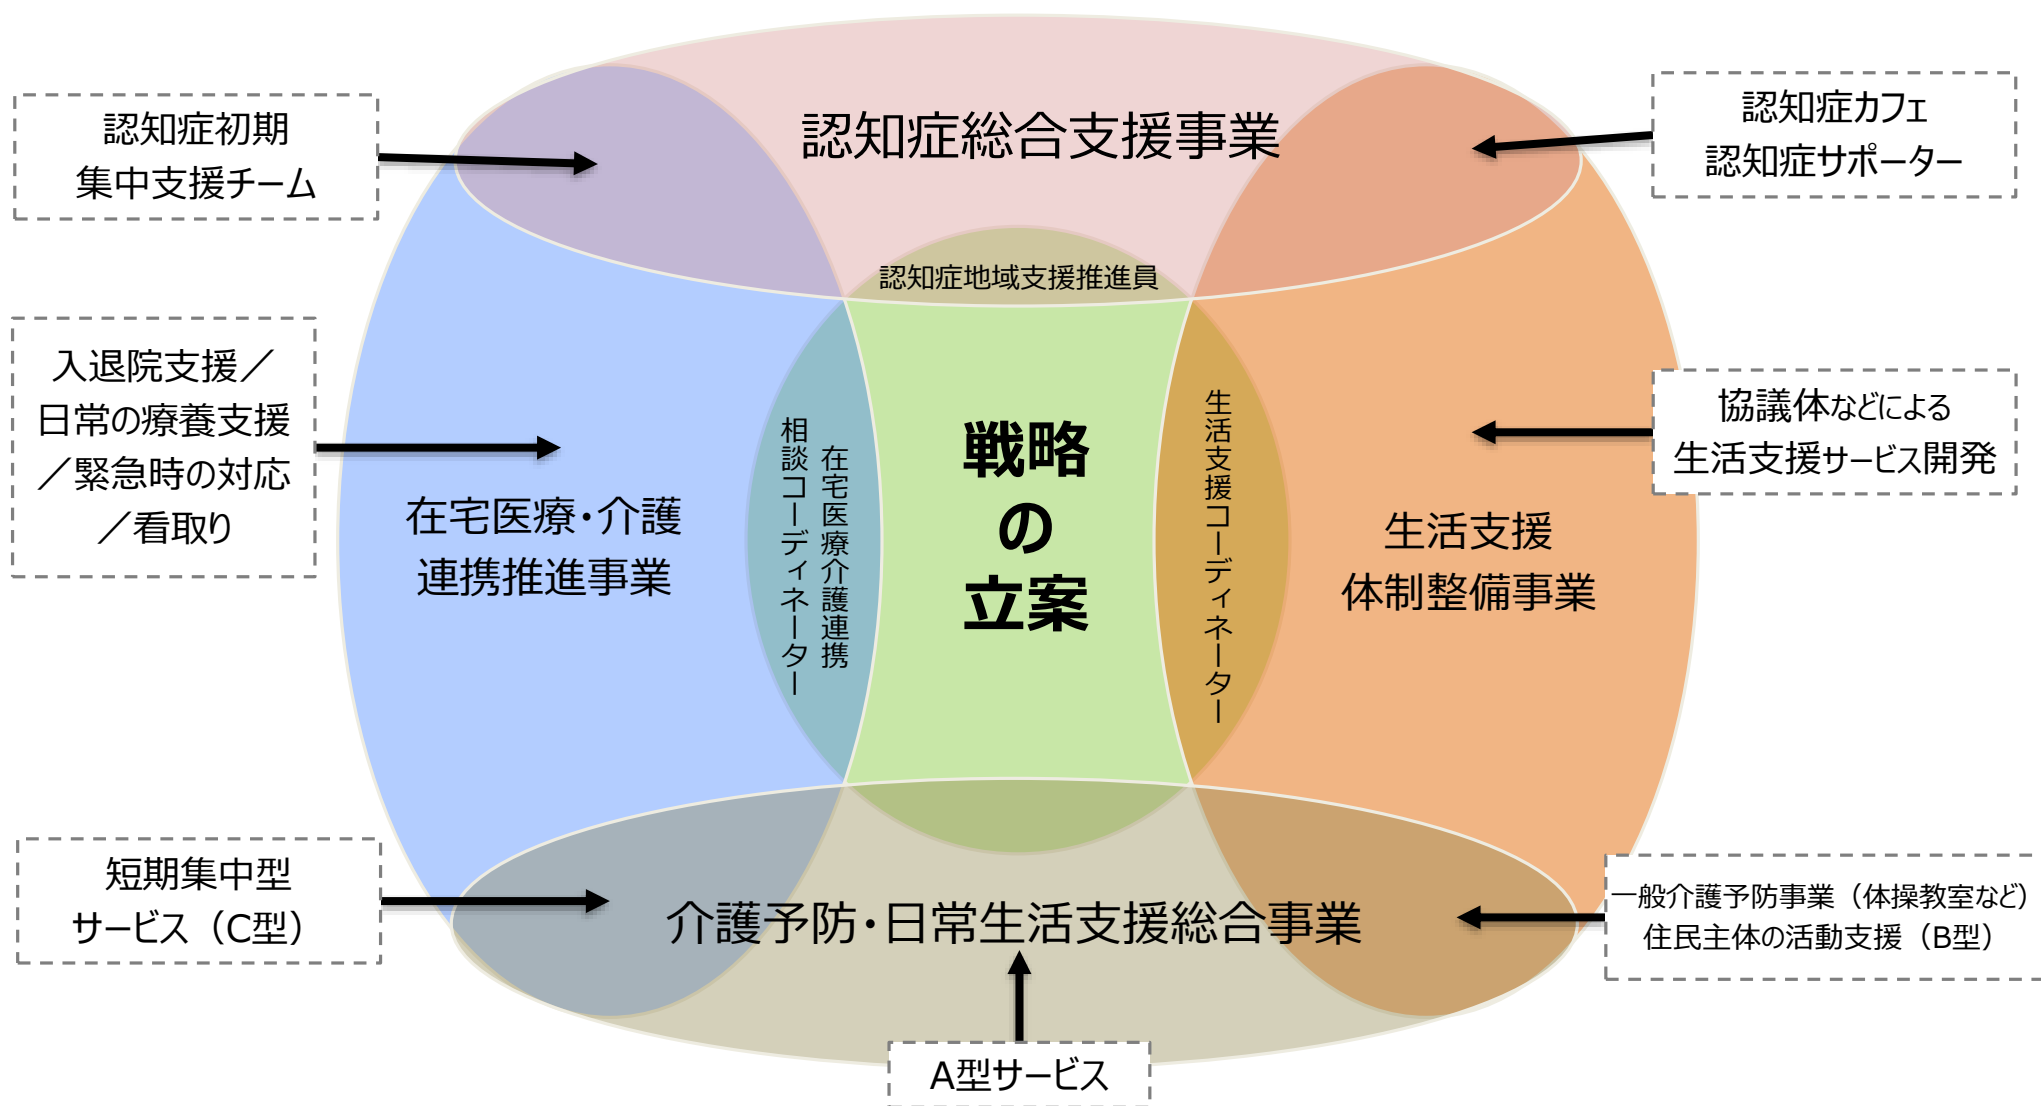 認知症総合支援事業
認知症初期
集中支援チーム
認知症カフェ
認知症サポーター
認知症地域支援推進員
入退院支援／
日常の療養支援
／緊急時の対応
／看取り
在宅医療・介護
連携推進事業
在宅医療介護連携
相談コーディネーター
戦略
の
立案
生活支援コーディネーター
協議体などによる
生活支援サービス開発
生活支援
体制整備事業
短期集中型
サービス（C型）
介護予防・日常生活支援総合事業
一般介護予防事業（体操教室など）
住民主体の活動支援（B型）
A型サービス